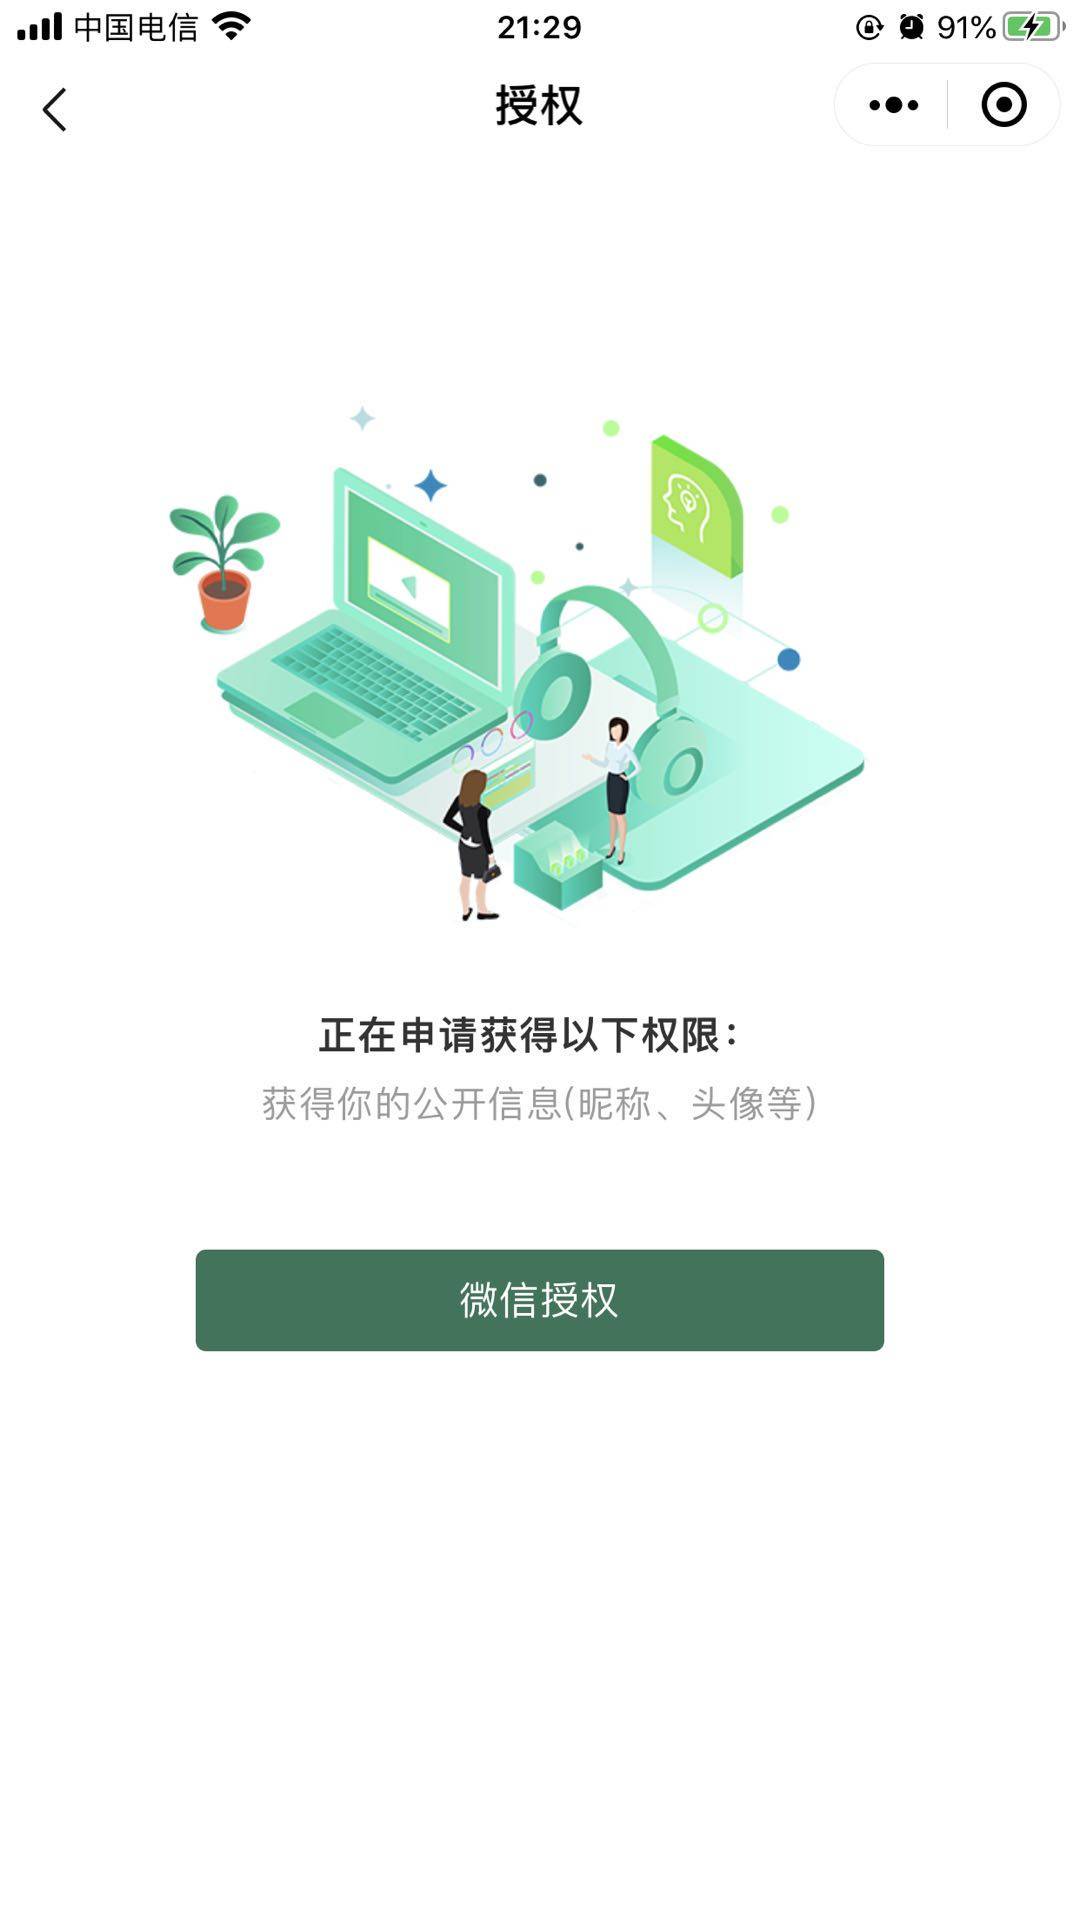 中国电信
21:29
91%
授权
正在申请获得以下权限：
获得你的公开信息(昵称、头像等)
微信授权